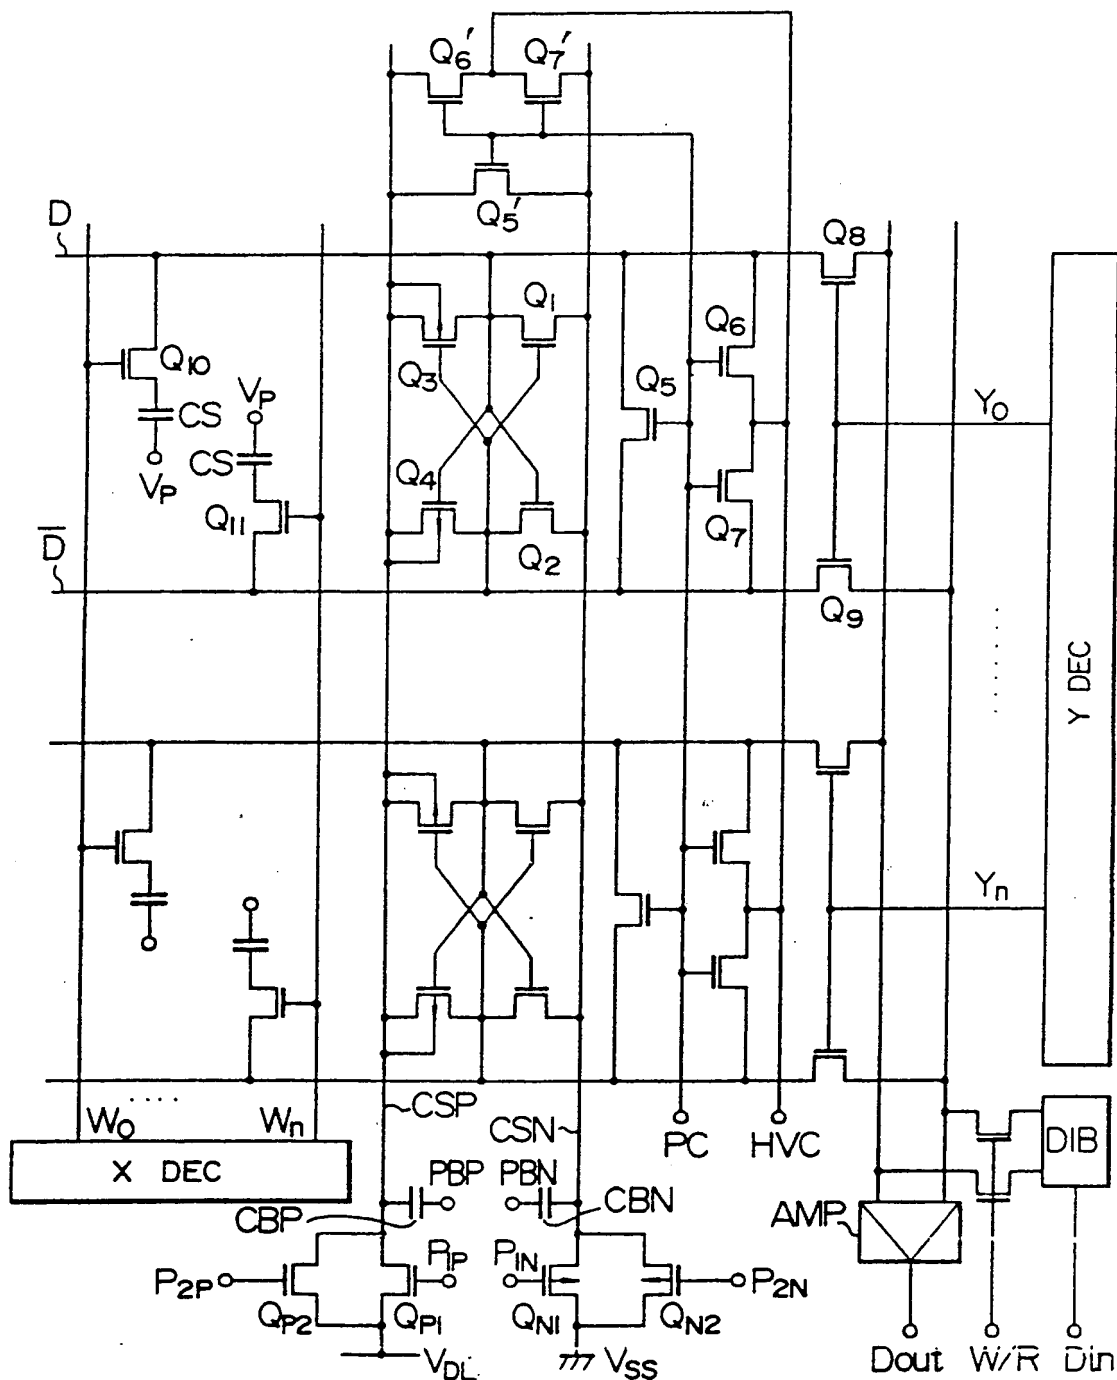 Q6' Q7'
Q5'
D
Q8
Q1
Q6
Q10
Q3
Q5
VP
CS
Y0
CS
VP
Q4
Q11
Q7
D̅
Q2
Q9
Y DEC
Yn
W0
Wn
CSP
CSN
PC
HVC
DIB
X DEC
PBP
PBN
CBP
CBN
AMP
P2P
P1P
P1N
P2N
QP2
QP1
QN1
QN2
VDL
VSS
Dout
W/R
Din